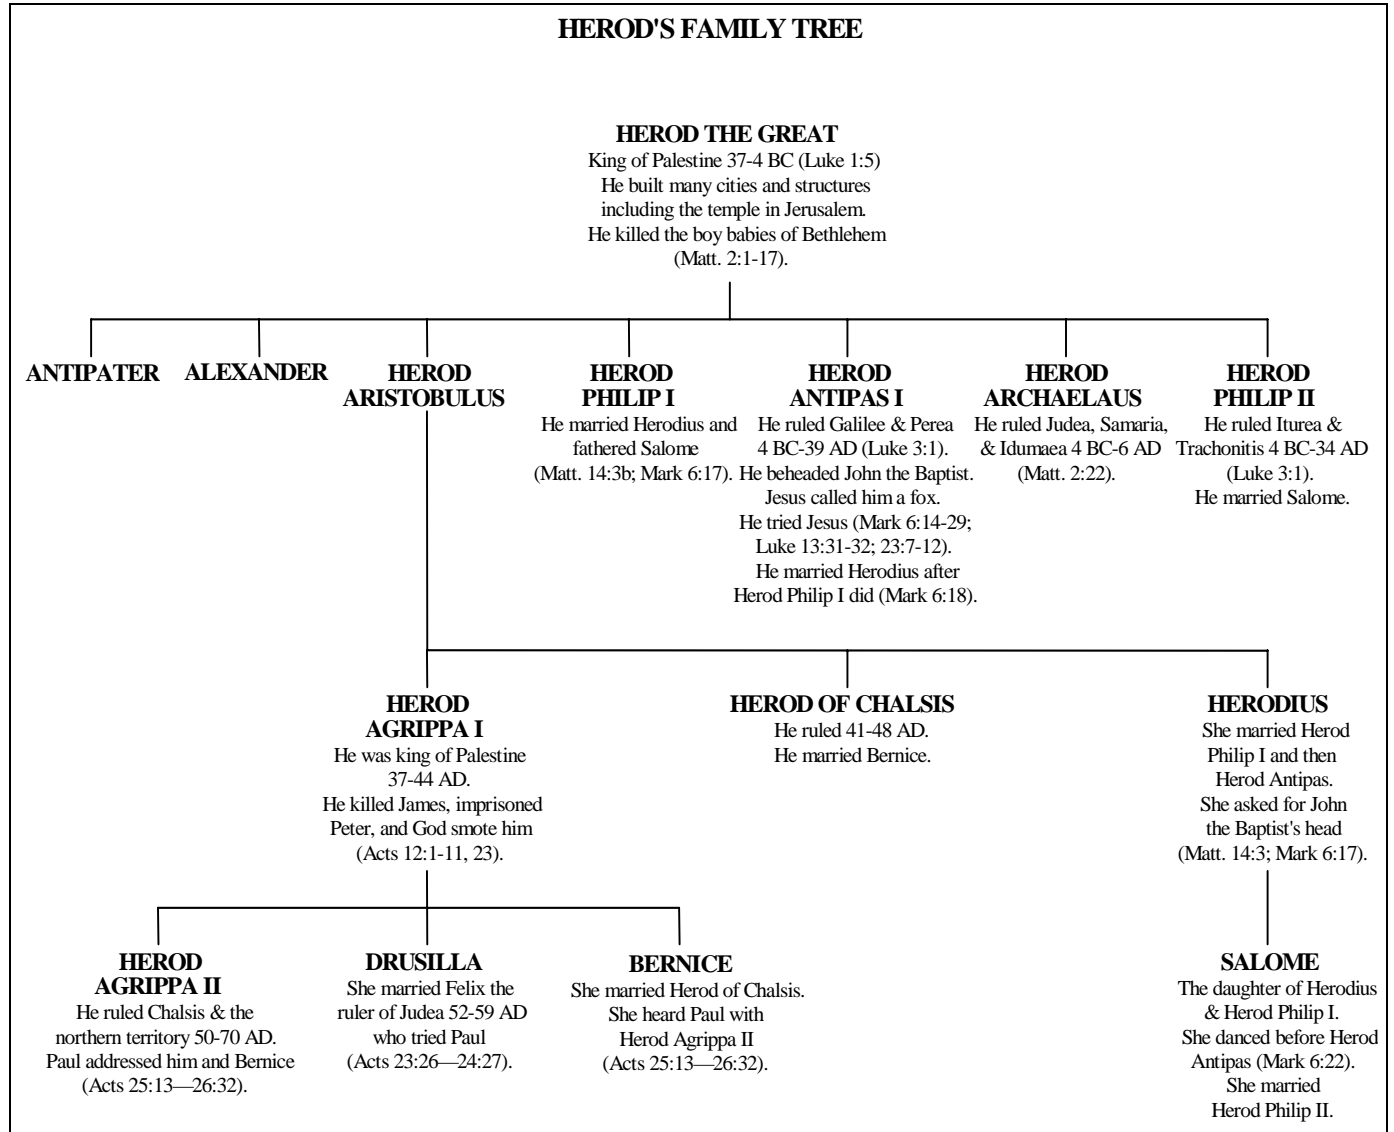 HEROD'S FAMILY TREE
HEROD THE GREAT
King of Palestine 37-4 BC (Luke 1:5)
He built many cities and structures
including the temple in Jerusalem.
He killed the boy babies of Bethlehem
(Matt. 2:1-17).
ANTIPATER
ALEXANDER
HEROD
ARISTOBULUS
HEROD
PHILIP I
He married Herodius and
fathered Salome
(Matt. 14:3b; Mark 6:17).
HEROD
ANTIPAS I
He ruled Galilee & Perea
4 BC-39 AD (Luke 3:1).
He beheaded John the Baptist.
Jesus called him a fox.
He tried Jesus (Mark 6:14-29;
Luke 13:31-32; 23:7-12).
He married Herodius after
Herod Philip I did (Mark 6:18).
HEROD
ARCHAELAUS
He ruled Judea, Samaria,
& Idumaea 4 BC-6 AD
(Matt. 2:22).
HEROD
PHILIP II
He ruled Iturea &
Trachonitis 4 BC-34 AD
(Luke 3:1).
He married Salome.
HEROD
AGRIPPA I
He was king of Palestine
37-44 AD.
He killed James, imprisoned
Peter, and God smote him
(Acts 12:1-11, 23).
HEROD OF CHALSIS
He ruled 41-48 AD.
He married Bernice.
HERODIUS
She married Herod
Philip I and then
Herod Antipas.
She asked for John
the Baptist's head
(Matt. 14:3; Mark 6:17).
HEROD
AGRIPPA II
He ruled Chalsis & the
northern territory 50-70 AD.
Paul addressed him and Bernice
(Acts 25:13—26:32).
DRUSILLA
She married Felix the
ruler of Judea 52-59 AD
who tried Paul
(Acts 23:26—24:27).
BERNICE
She married Herod of Chalsis.
She heard Paul with
Herod Agrippa II
(Acts 25:13—26:32).
SALOME
The daughter of Herodius
& Herod Philip I.
She danced before Herod
Antipas (Mark 6:22).
She married
Herod Philip II.